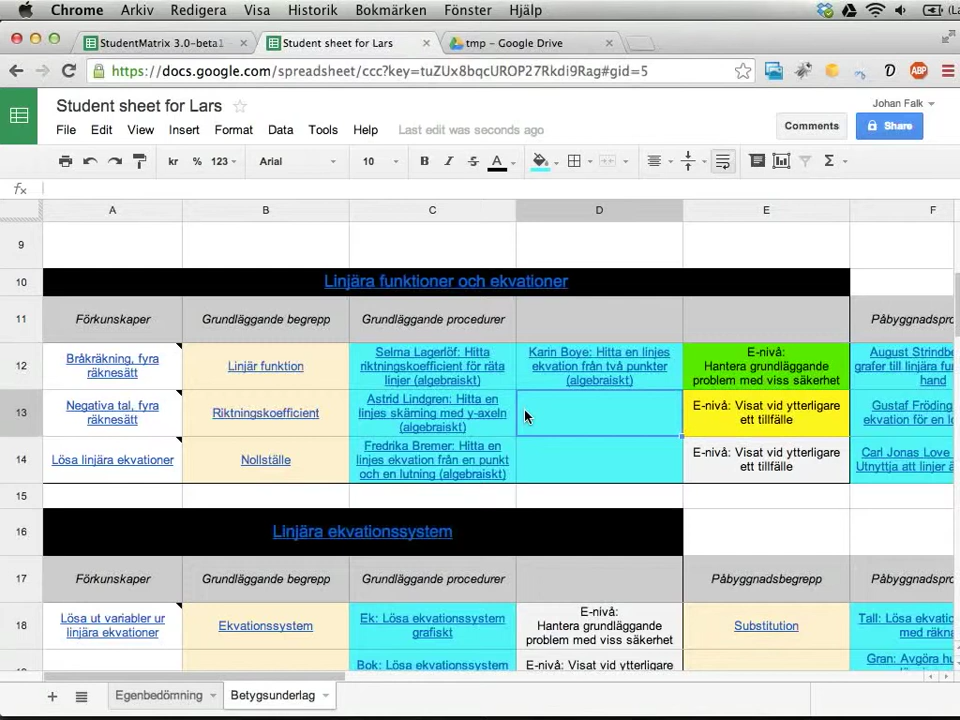 Chrome Arkiv Redigera Visa Historik Bokmärken Fönster Hjälp
StudentMatrix 3.0-beta1 Student sheet for Lars tmp - Google Drive
https://docs.google.com/spreadsheet/ccc?key=tuZUx8bqcUROP27Rkdi9Rag#gid=5 ABP
Student sheet for Lars Johan Falk
File Edit View Insert Format Data Tools Help Last edit was seconds ago Comments Share
kr % 123 Arial 10 B I S A Σ
fx
A B C D E F
9
10 Linjära funktioner och ekvationer
11 Förkunskaper Grundläggande begrepp Grundläggande procedurer Påbyggnadspro
12
Bråkräkning, fyra
räknesätt
Linjär funktion
Selma Lagerlöf: Hitta
riktningskoefficient för räta
linjer (algebraiskt)
Karin Boye: Hitta en linjes
ekvation från två punkter
(algebraiskt)
E-nivå:
Hantera grundläggande
problem med viss säkerhet
August Strindbe
grafer till linjära fu
hand
13
Negativa tal, fyra
räknesätt
Riktningskoefficient
Astrid Lindgren: Hitta en
linjes skärning med y-axeln
(algebraiskt)
E-nivå: Visat vid ytterligare
ett tillfälle
Gustaf Fröding
ekvation för en l
14
Lösa linjära ekvationer
Nollställe
Fredrika Bremer: Hitta en
linjes ekvation från en punkt
och en lutning (algebraiskt)
E-nivå: Visat vid ytterligare
ett tillfälle
Carl Jonas Love
Utnyttja att linjer ä
15
16 Linjära ekvationssystem
17 Förkunskaper Grundläggande begrepp Grundläggande procedurer Påbyggnadsbegrepp Påbyggnadspro
18
Lösa ut variabler ur
linjära ekvationer
Ekvationssystem
Ek: Lösa ekvationssystem
grafiskt
E-nivå:
Hantera grundläggande
problem med viss säkerhet
Substitution
Tall: Lösa ekvatio
med räkna
Bok: Lösa ekvationssystem E-nivå: Visat vid ytterligare Gran: Avgöra hu
Egenbedömning Betygsunderlag